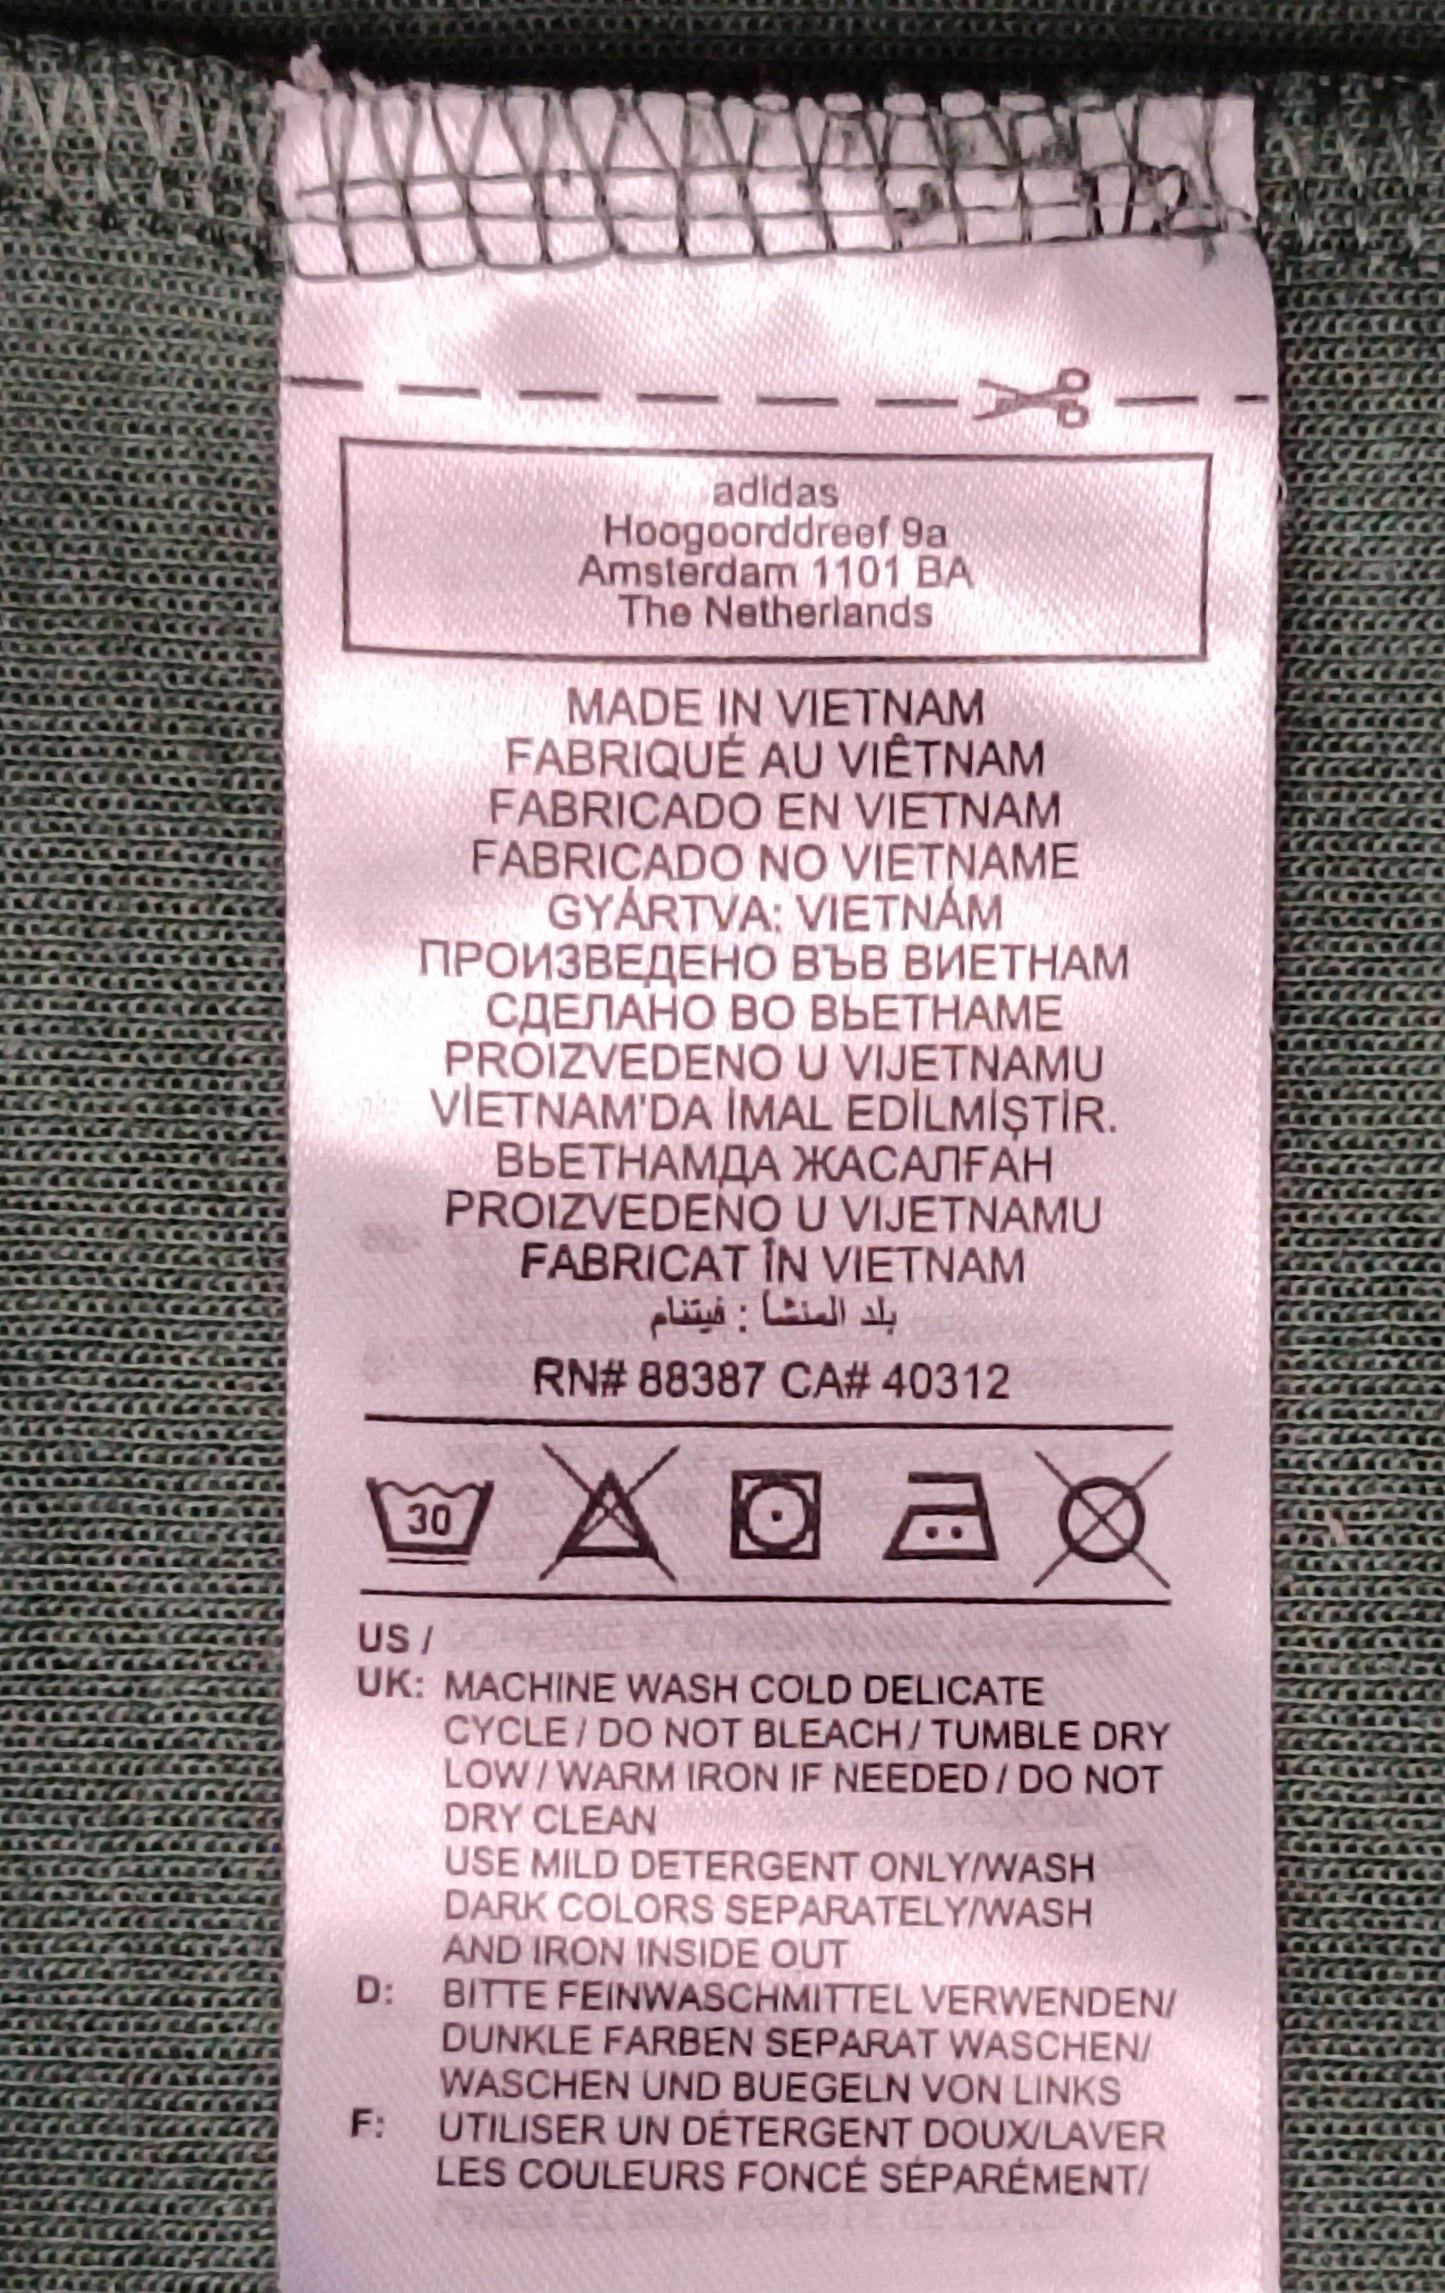 adidas
Hoogoorddreef 9a
Amsterdam 1101 BA
The Netherlands
MADE IN VIETNAM
FABRIQUÉ AU VIÊTNAM
FABRICADO EN VIETNAM
FABRICADO NO VIETNAME
GYÁRTVA: VIETNÁM
ПРОИЗВЕДЕНО ВЪВ ВИЕТНАМ
СДЕЛАНО ВО ВЬЕТНАМЕ
PROIZVEDENO U VIJETNAMU
VİETNAM'DA İMAL EDİLMİŞTİR.
ВЬЕТНАМДА ЖАСАЛҒАН
PROIZVEDENO U VIJETNAMU
FABRICAT ÎN VIETNAM
بلد المنشأ : فيتنام
RN# 88387 CA# 40312
30
US /
UK: MACHINE WASH COLD DELICATE
CYCLE / DO NOT BLEACH / TUMBLE DRY
LOW / WARM IRON IF NEEDED / DO NOT
DRY CLEAN
USE MILD DETERGENT ONLY/WASH
DARK COLORS SEPARATELY/WASH
AND IRON INSIDE OUT
D: BITTE FEINWASCHMITTEL VERWENDEN/
DUNKLE FARBEN SEPARAT WASCHEN/
WASCHEN UND BUEGELN VON LINKS
F: UTILISER UN DÉTERGENT DOUX/LAVER
LES COULEURS FONCÉ SÉPARÉMENT/